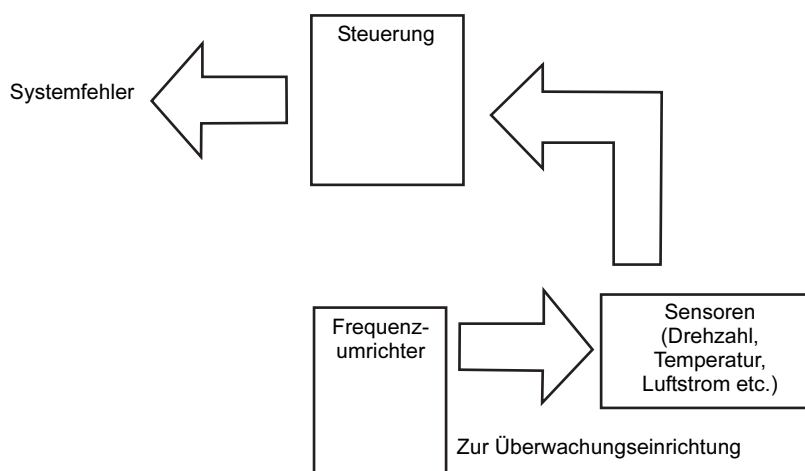 Steuerung
Systemfehler
Frequenz-
umrichter
Sensoren
(Drehzahl,
Temperatur,
Luftstrom etc.)
Zur Überwachungseinrichtung